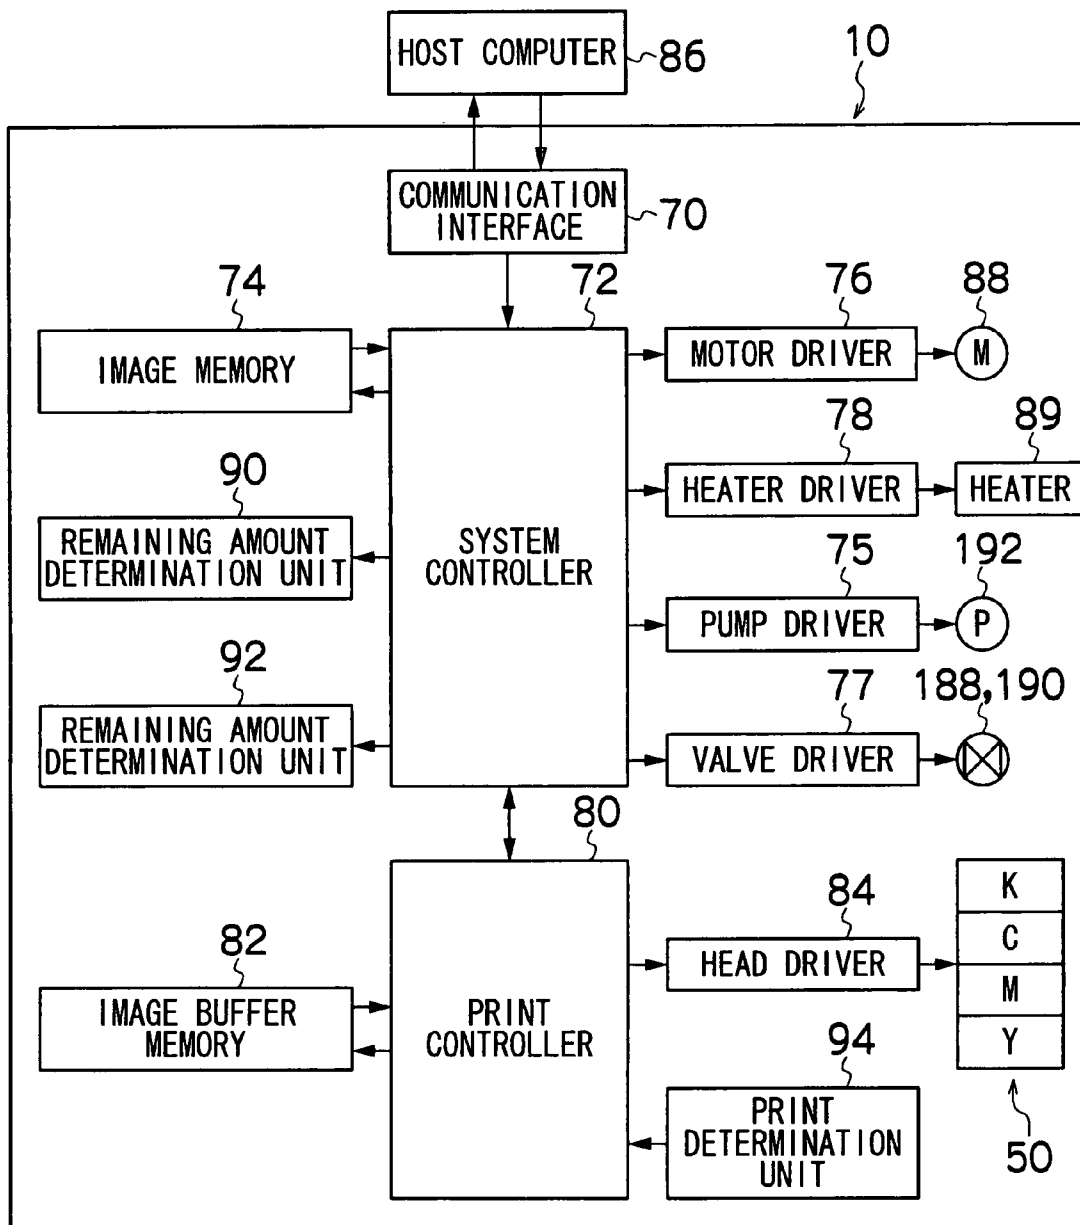 HOST COMPUTER
86
10
COMMUNICATION
INTERFACE
70
74
72
76
88
IMAGE MEMORY
MOTOR DRIVER
M
78
89
HEATER DRIVER
HEATER
90
REMAINING AMOUNT
DETERMINATION UNIT
SYSTEM
CONTROLLER
75
192
PUMP DRIVER
P
92
REMAINING AMOUNT
DETERMINATION UNIT
77
188,190
VALVE DRIVER
80
82
IMAGE BUFFER
MEMORY
PRINT
CONTROLLER
84
HEAD DRIVER
K
C
M
Y
94
PRINT
DETERMINATION
UNIT
50